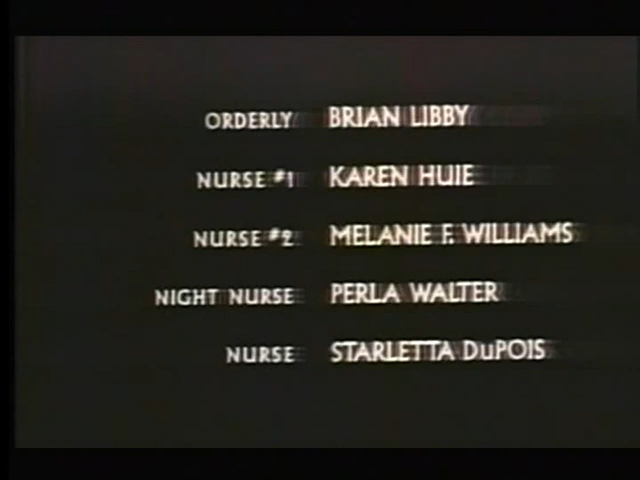 ORDERLY BRIAN LIBBY
NURSE #1 KAREN HUIE
NURSE #2 MELANIE F. WILLIAMS
NIGHT NURSE PERLA WALTER
NURSE STARLETTA DuPOIS